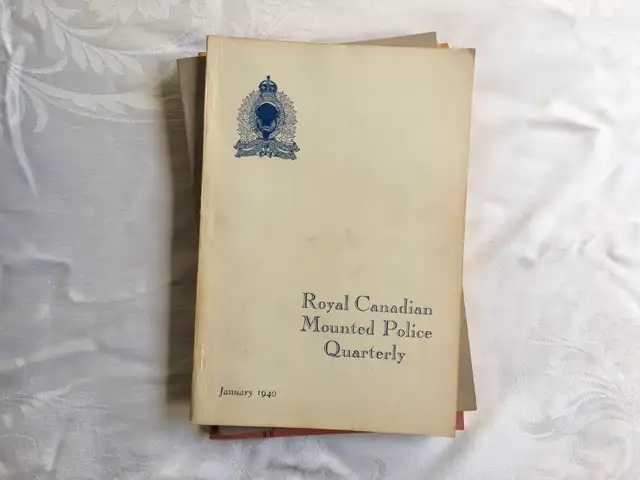 Royal Canadian
Mounted Police
Quarterly
January 1940